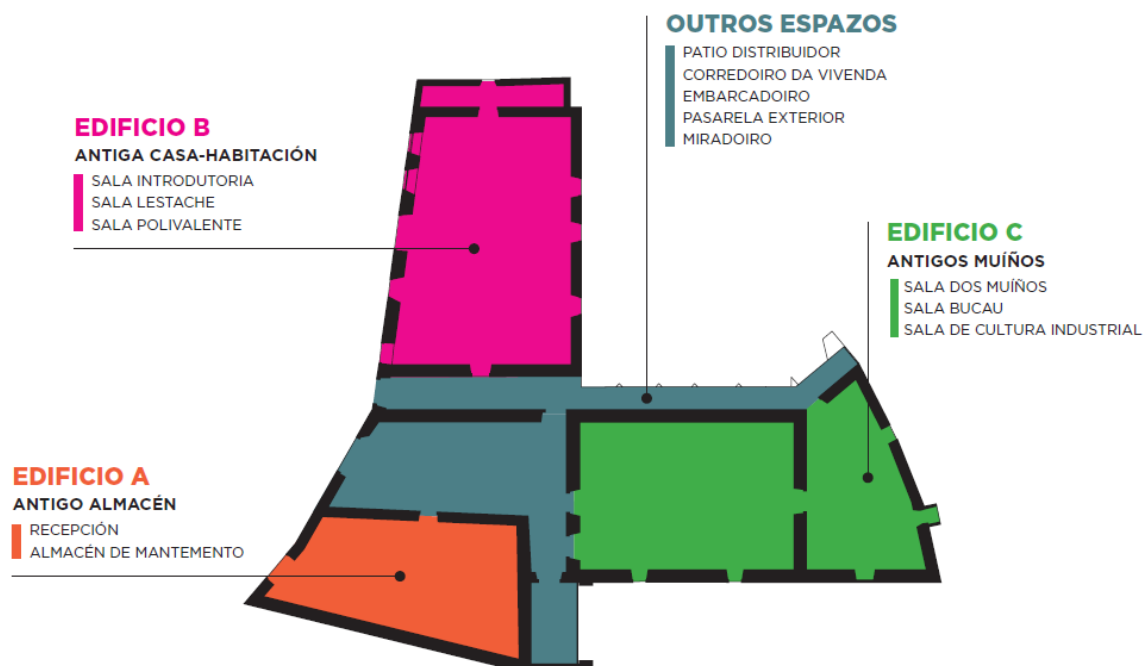 OUTROS ESPAZOS
PATIO DISTRIBUIDOR
CORREDOIRO DA VIVENDA
EMBARCADOIRO
PASARELA EXTERIOR
MIRADOIRO
EDIFICIO B
ANTIGA CASA-HABITACIÓN
SALA INTRODUTORIA
SALA LESTACHE
SALA POLIVALENTE
EDIFICIO C
ANTIGOS MUÍÑOS
SALA DOS MUÍÑOS
SALA BUCAU
SALA DE CULTURA INDUSTRIAL
EDIFICIO A
ANTIGO ALMACÉN
RECEPCIÓN
ALMACÉN DE MANTEMENTO